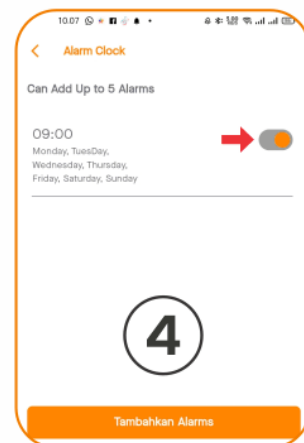 10.07
Alarm Clock
Can Add Up to 5 Alarms
09:00
Monday, TuesDay,
Wednesday, Thursday,
Friday, Saturday, Sunday
4
Tambahkan Alarms